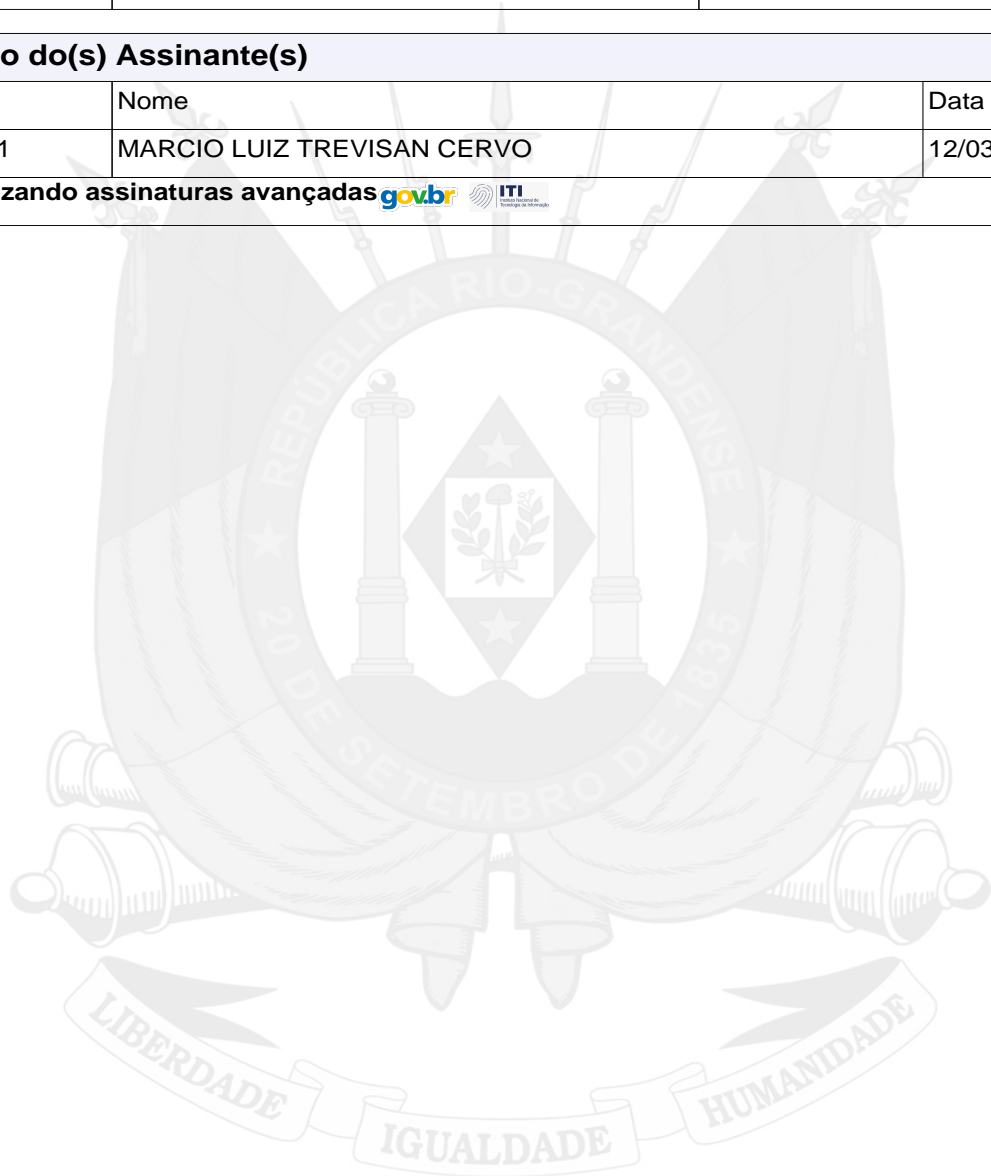 o do(s) Assinante(s)
Nome Data
1 MARCIO LUIZ TREVISAN CERVO 12/03
zando assinaturas avançadas gov.br ITI
REPÚBLICA RIO-GRANDENSE
20 DE SETEMBRO DE 1835
LIBERDADE IGUALDADE HUMANIDADE